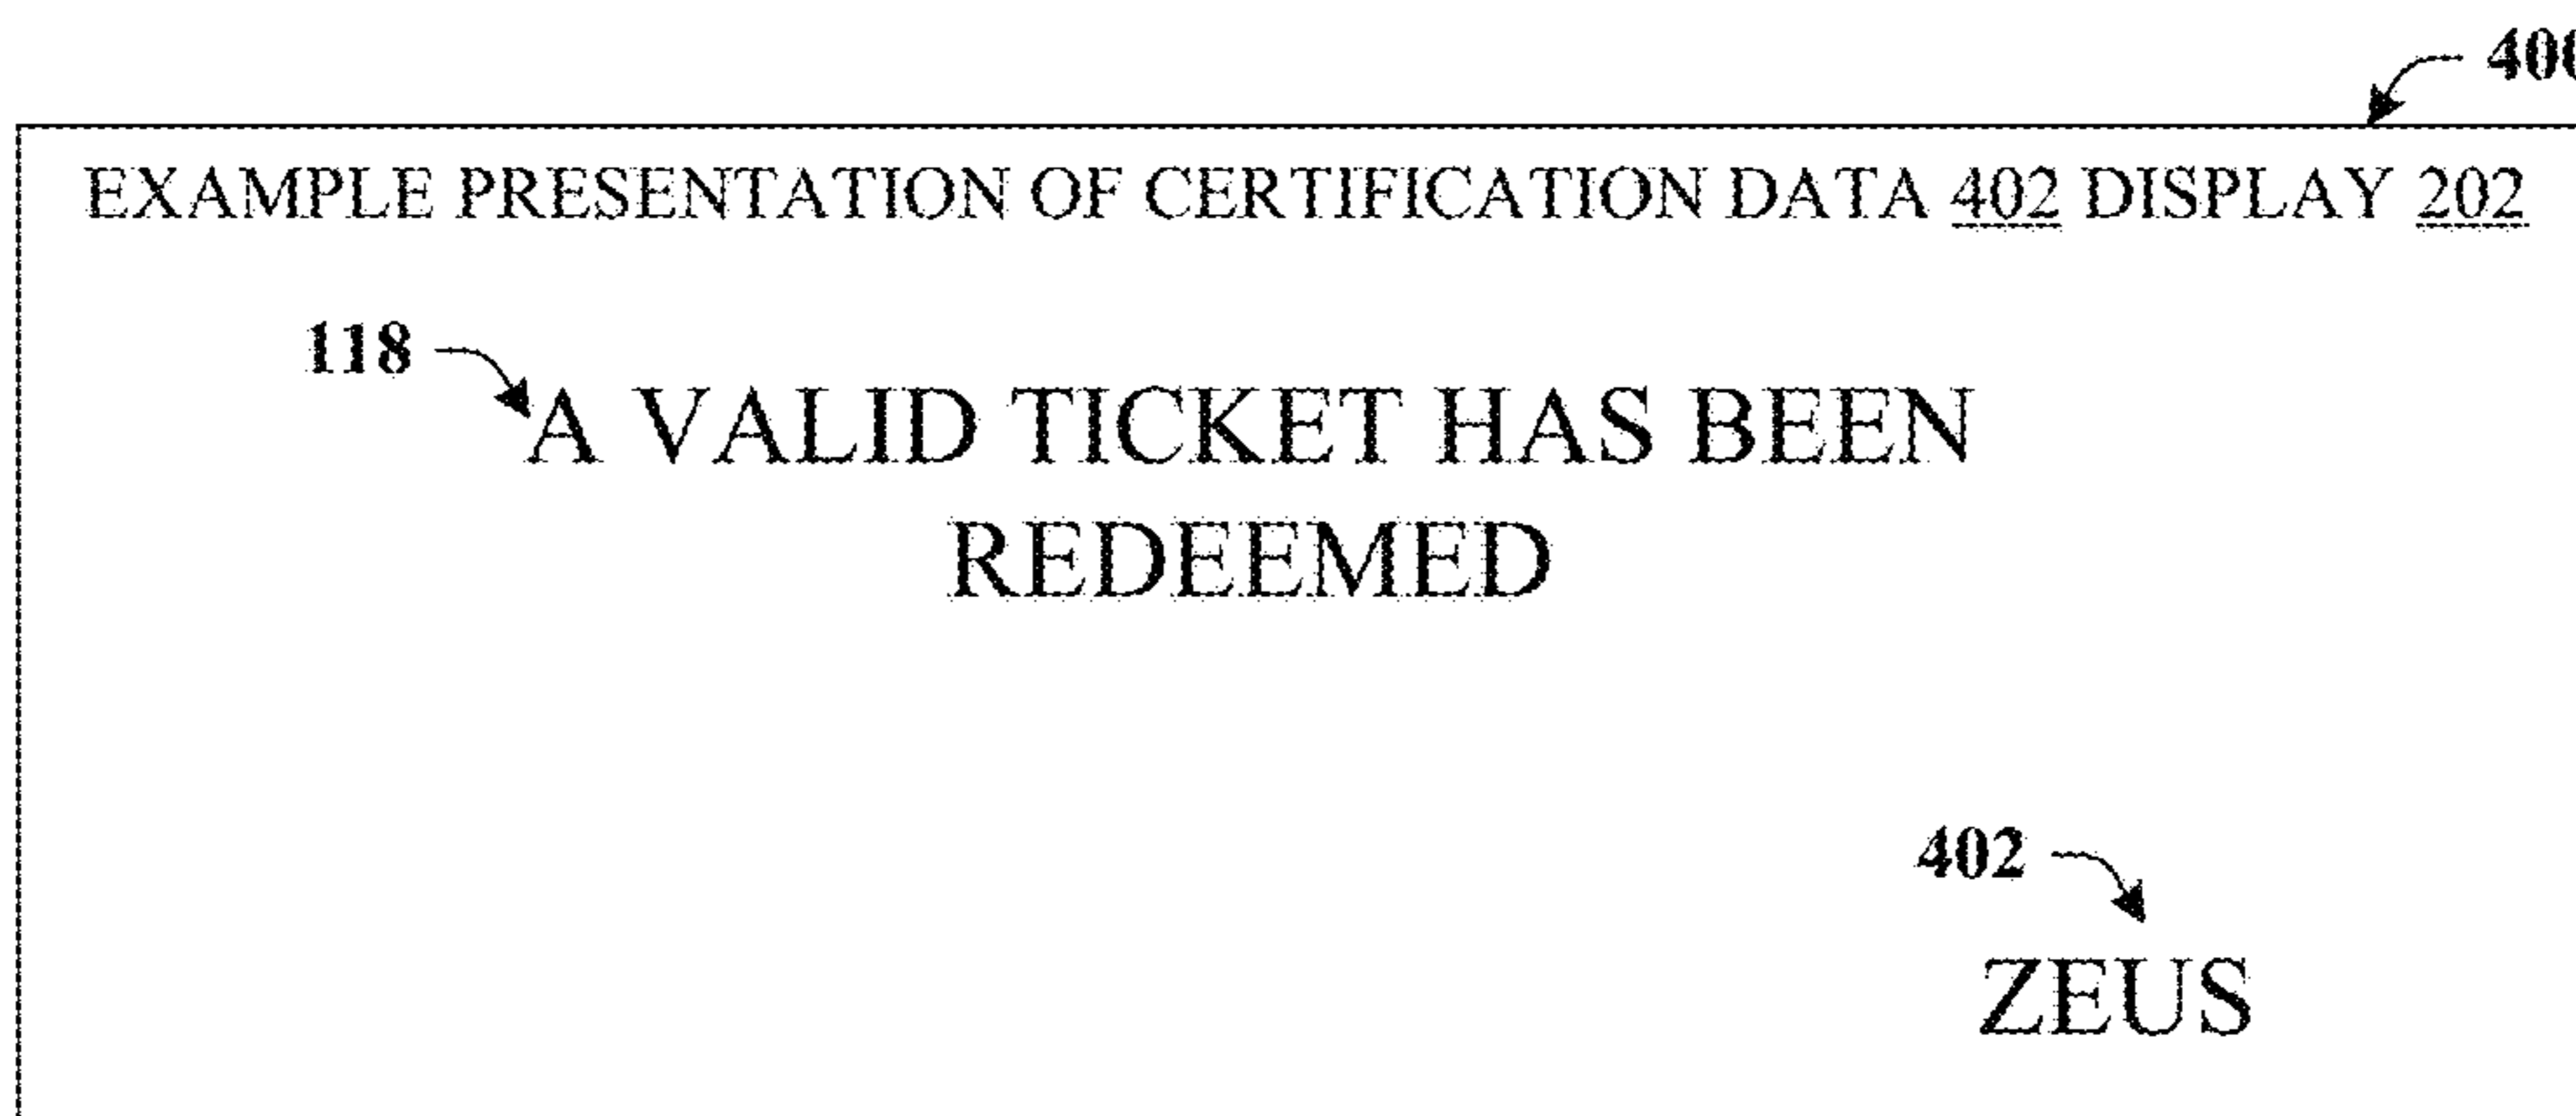 400
EXAMPLE PRESENTATION OF CERTIFICATION DATA 402 DISPLAY 202
118
A VALID TICKET HAS BEEN
REDEEMED
402
ZEUS